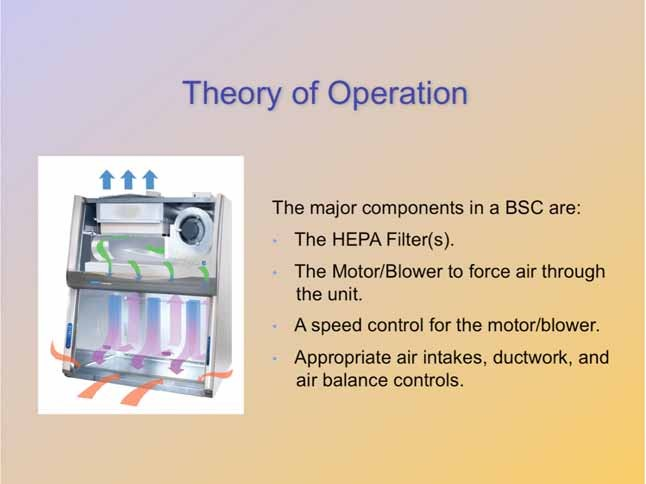 Theory of Operation
The major components in a BSC are:
• The HEPA Filter(s).
• The Motor/Blower to force air through
the unit.
• A speed control for the motor/blower.
• Appropriate air intakes, ductwork, and
air balance controls.